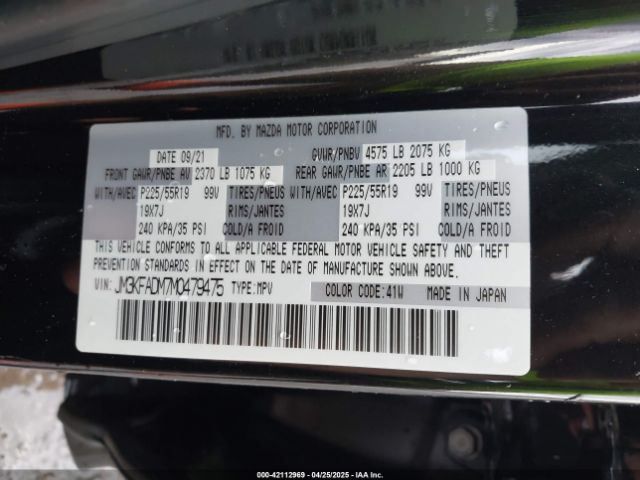 MFD. BY MAZDA MOTOR CORPORATION
DATE 09/21 GVWR/PNBV 4575 LB 2075 KG
FRONT GAWR/PNBE AV 2370 LB 1075 KG REAR GAWR/PNBE AR 2205 LB 1000 KG
WITH/AVEC P225/55R19 99V TIRES/PNEUS WITH/AVEC P225/55R19 99V TIRES/PNEUS
19X7J RIMS/JANTES 19X7J RIMS/JANTES
240 KPA/35 PSI COLD/A FROID 240 KPA/35 PSI COLD/A FROID
THIS VEHICLE CONFORMS TO ALL APPLICABLE FEDERAL MOTOR VEHICLE SAFETY AND THEFT
PREVENTION STANDARDS IN EFFECT ON THE DATE OF MANUFACTURE SHOWN ABOVE.
VIN: JM3KFADM7M0479475 TYPE:MPV COLOR CODE:41W MADE IN JAPAN
000-42112969 - 04/25/2025 - IAA Inc.